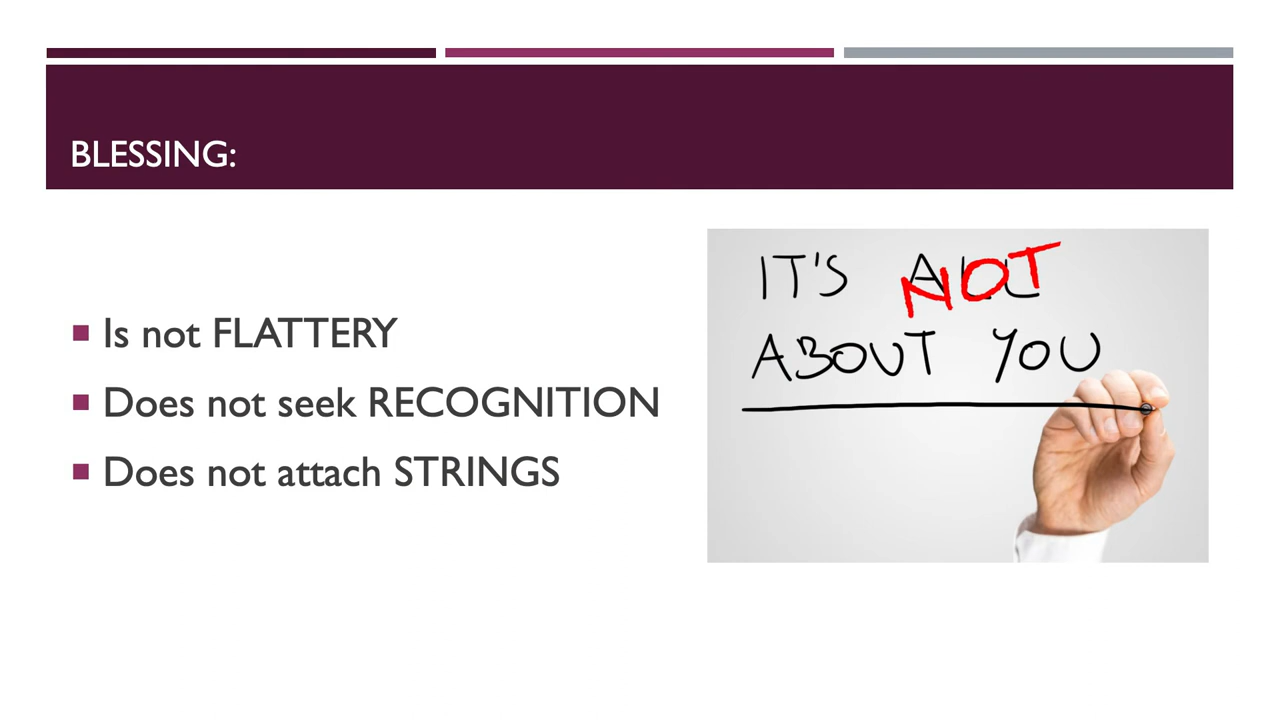 BLESSING:
Is not FLATTERY
Does not seek RECOGNITION
Does not attach STRINGS
IT'S ALL NOT
ABOUT YOU